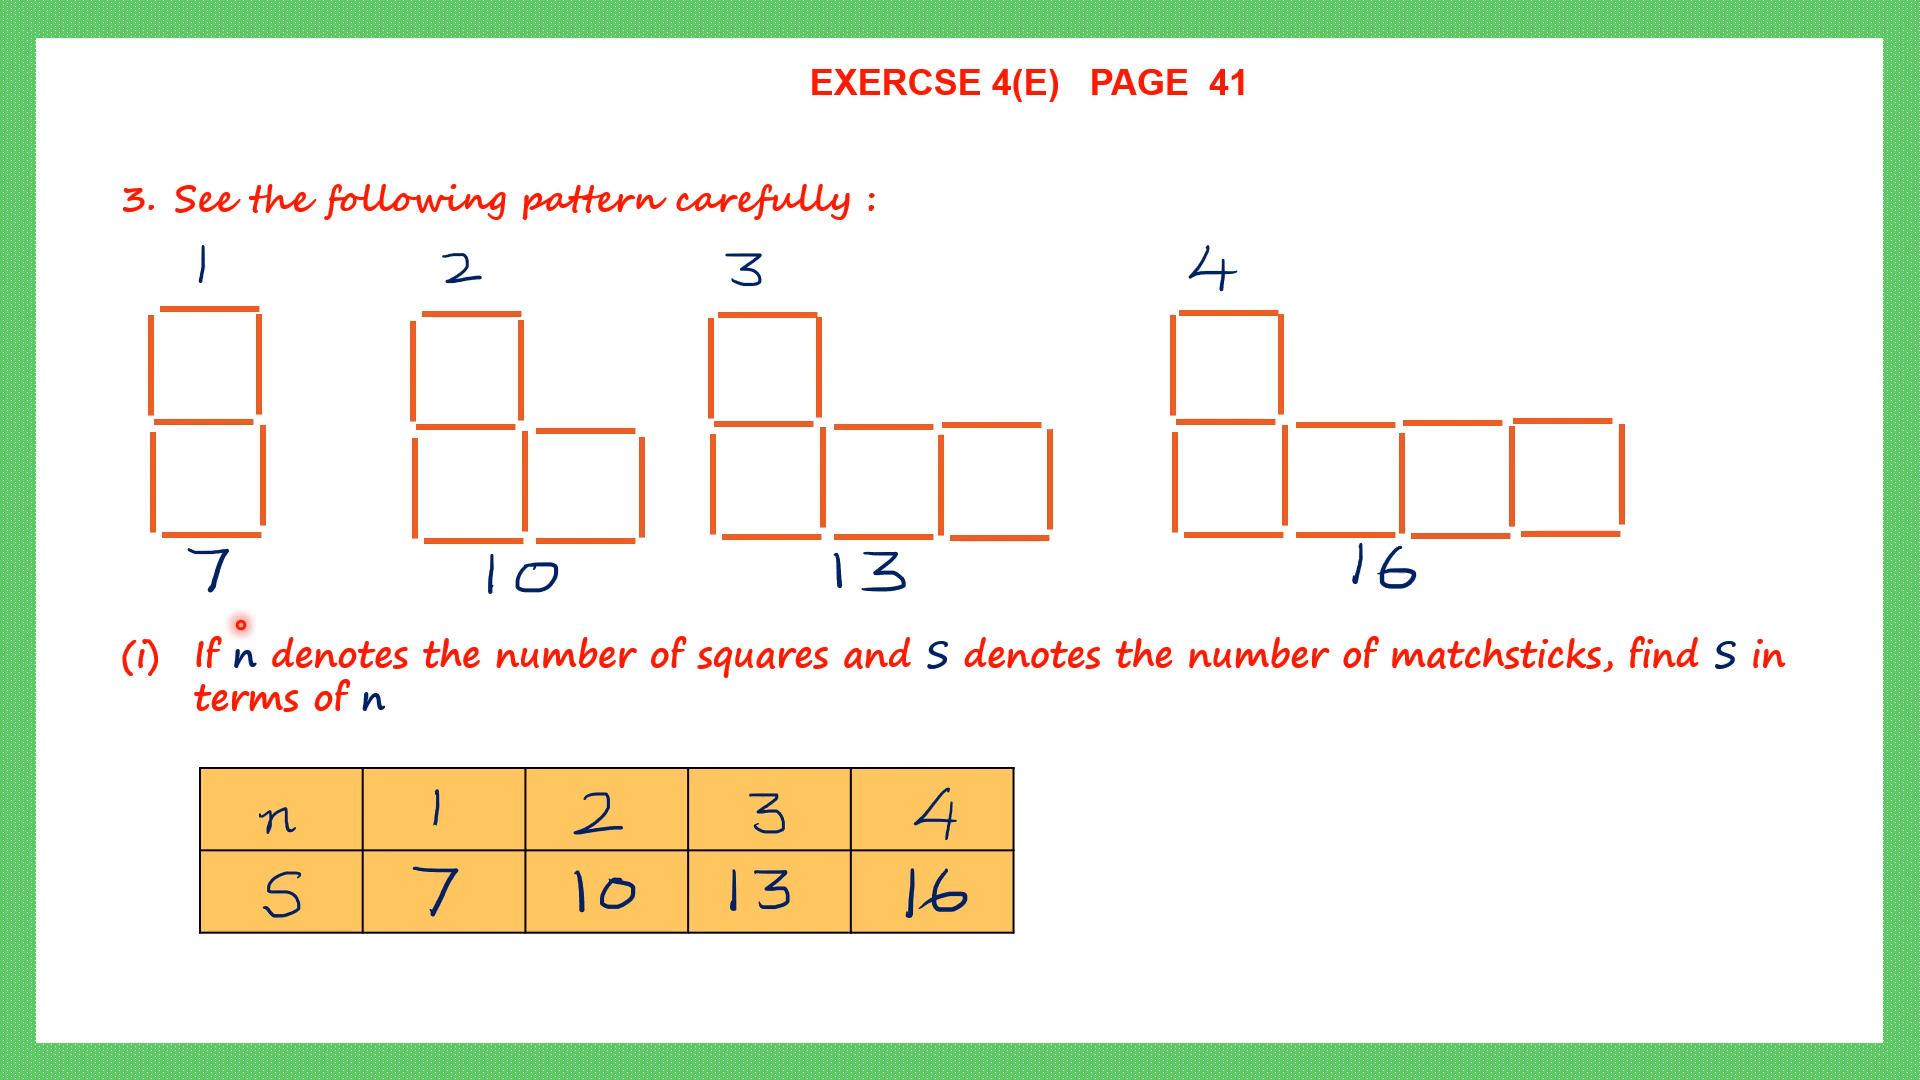 EXERCSE 4(E) PAGE 41
3. See the following pattern carefully :
1 2 3 4
7 10 13 16
(i) If n denotes the number of squares and S denotes the number of matchsticks, find S in
terms of n
n 1 2 3 4
S 7 10 13 16